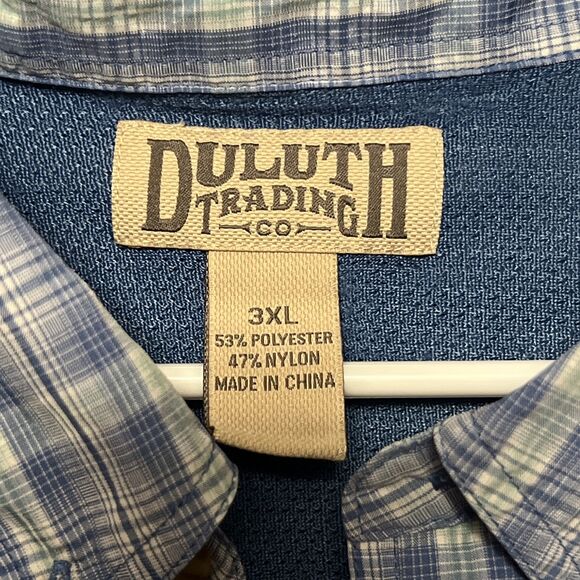 DULUTH
TRADING
CO
3XL
53% POLYESTER
47% NYLON
MADE IN CHINA